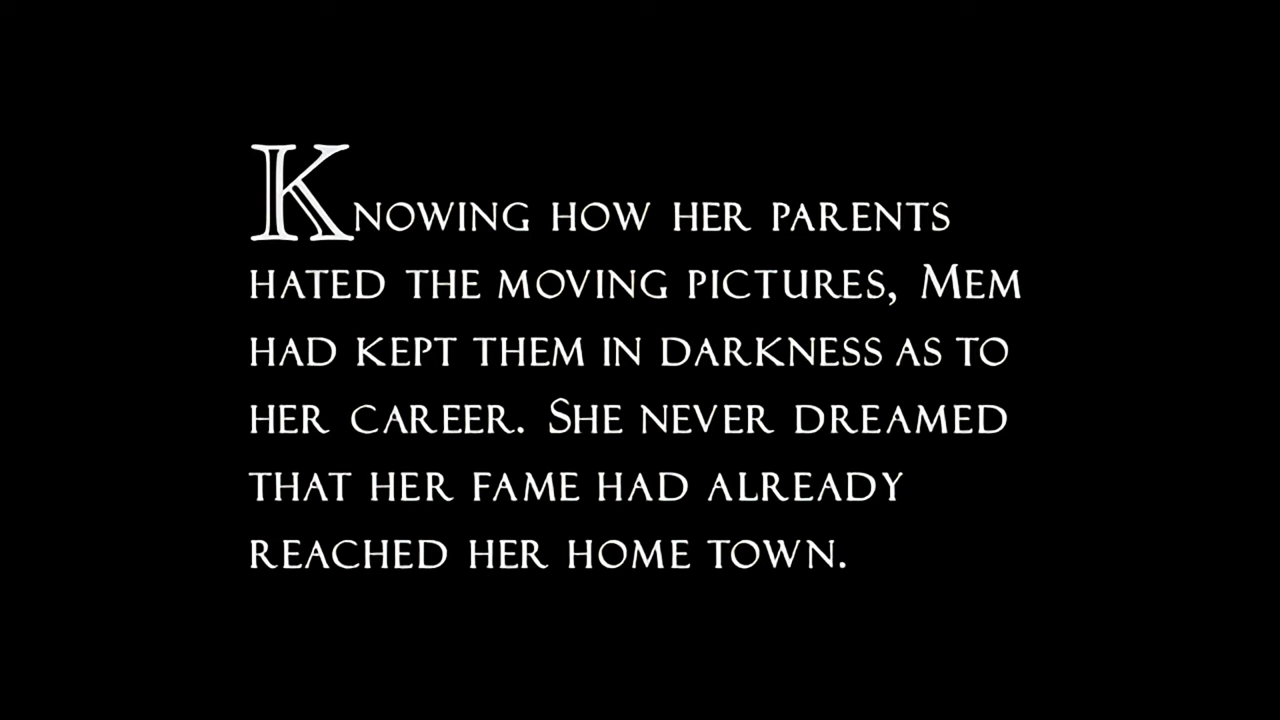 Knowing how her parents
hated the moving pictures, Mem
had kept them in darkness as to
her career. She never dreamed
that her fame had already
reached her home town.